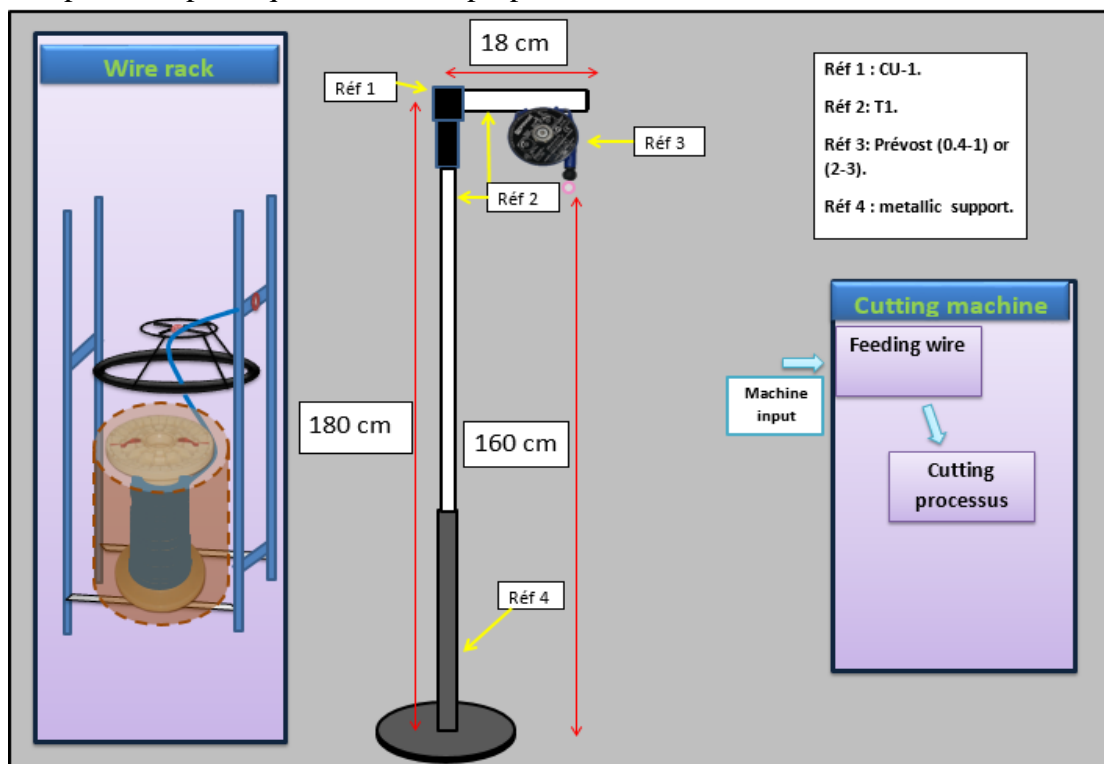 Wire rack
18 cm
Réf 1
Réf 3
Réf 2
180 cm
160 cm
Réf 4
Réf 1 : CU-1.
Réf 2: T1.
Réf 3: Prévost (0.4-1) or
(2-3).
Réf 4 : metallic support.
Cutting machine
Feeding wire
Machine
input
Cutting
processus